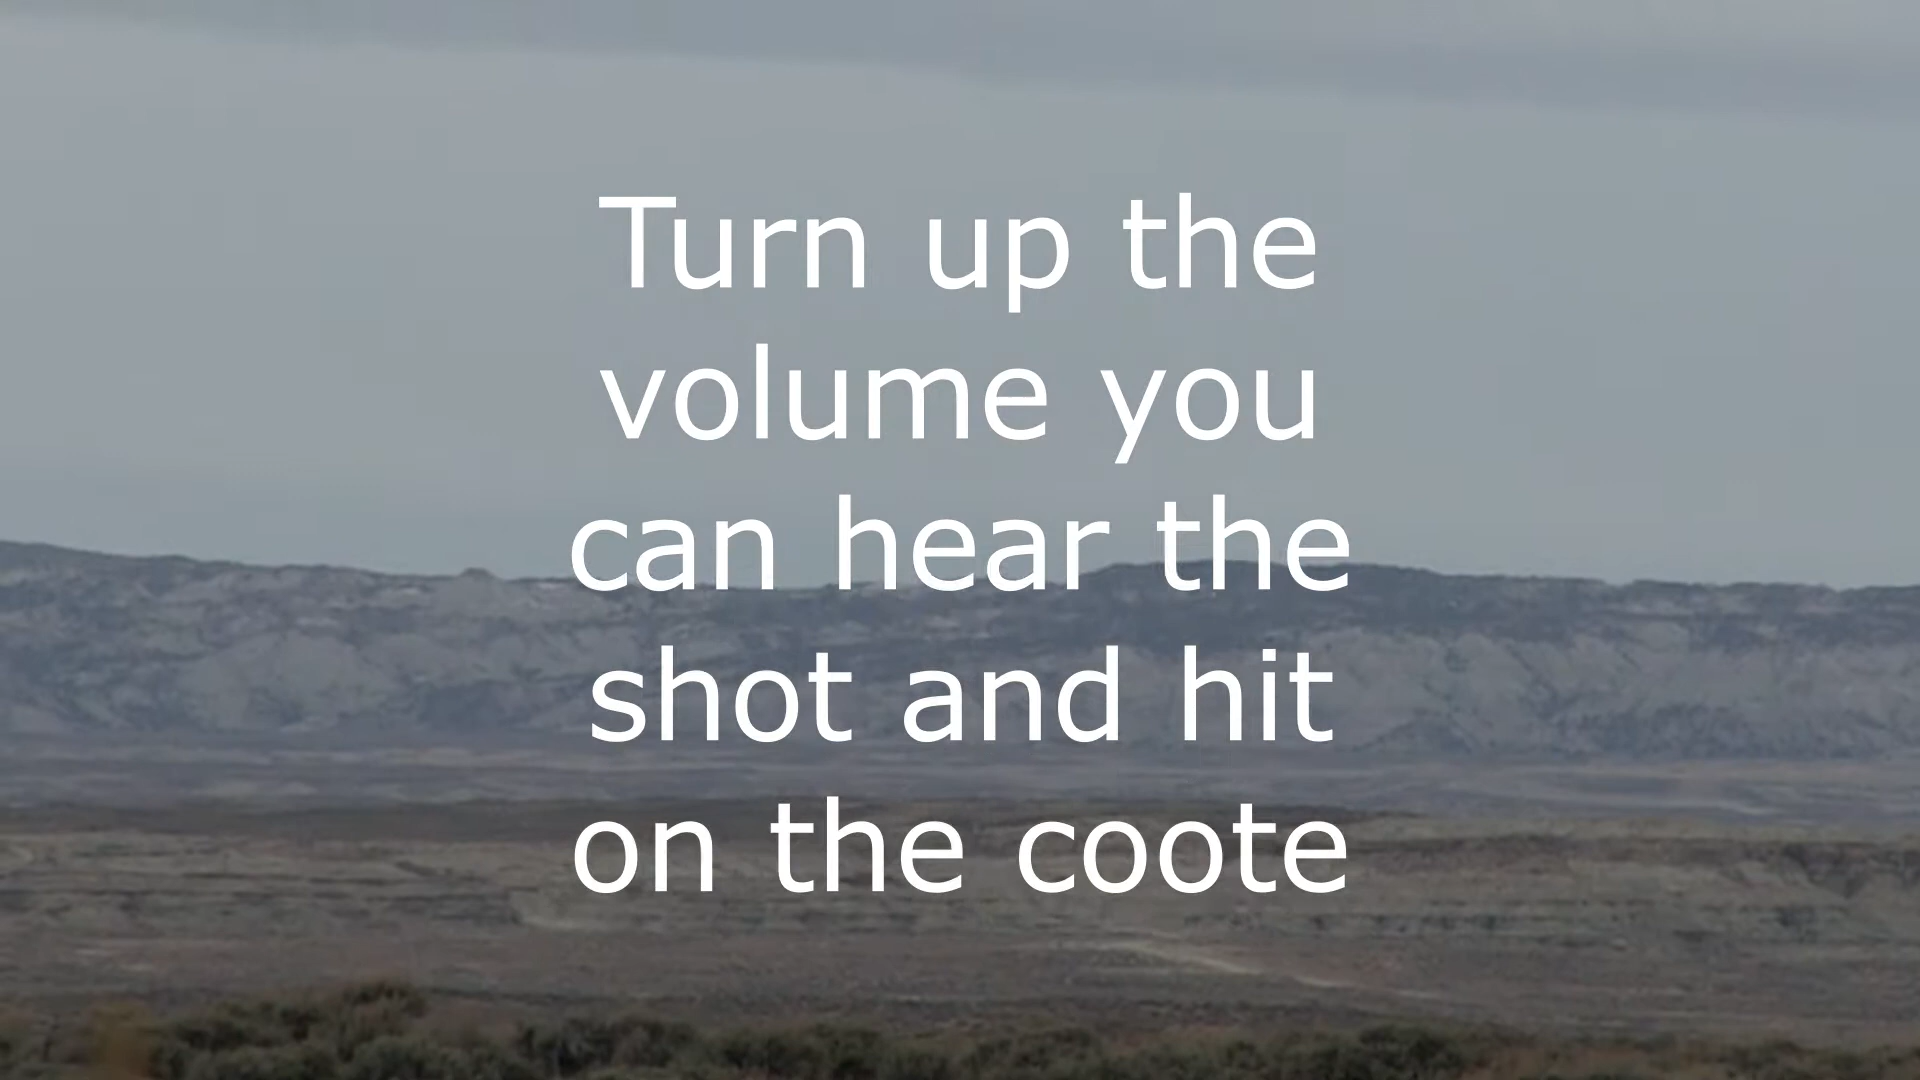 Turn up the
volume you
can hear the
shot and hit
on the coote